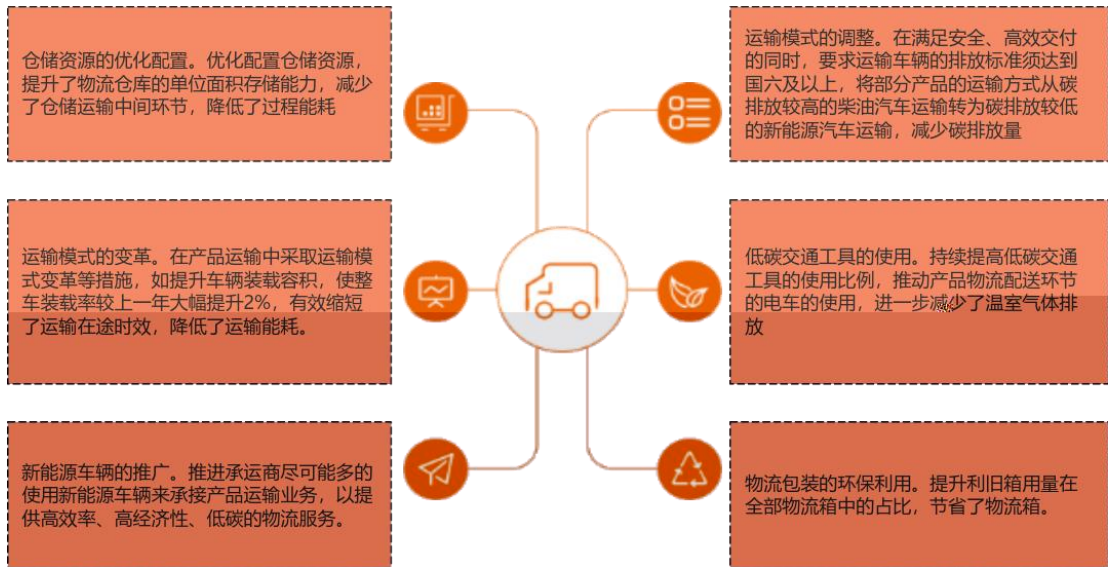 仓储资源的优化配置。优化配置仓储资源，
提升了物流仓库的单位面积存储能力，减少
了仓储运输中间环节，降低了过程能耗
运输模式的调整。在满足安全、高效交付
的同时，要求运输车辆的排放标准须达到
国六及以上，将部分产品的运输方式从碳
排放较高的柴油汽车运输转为碳排放较低
的新能源汽车运输，减少碳排放量
运输模式的变革。在产品运输中采取运输模
式变革等措施，如提升车辆装载容积，使整
车装载率较上一年大幅提升2%，有效缩短
了运输在途时效，降低了运输能耗。
低碳交通工具的使用。持续提高低碳交通
工具的使用比例，推动产品物流配送环节
的电车的使用，进一步减少了温室气体排
放
新能源车辆的推广。推进承运商尽可能多的
使用新能源车辆来承接产品运输业务，以提
供高效率、高经济性、低碳的物流服务。
物流包装的环保利用。提升利旧箱用量在
全部物流箱中的占比，节省了物流箱。